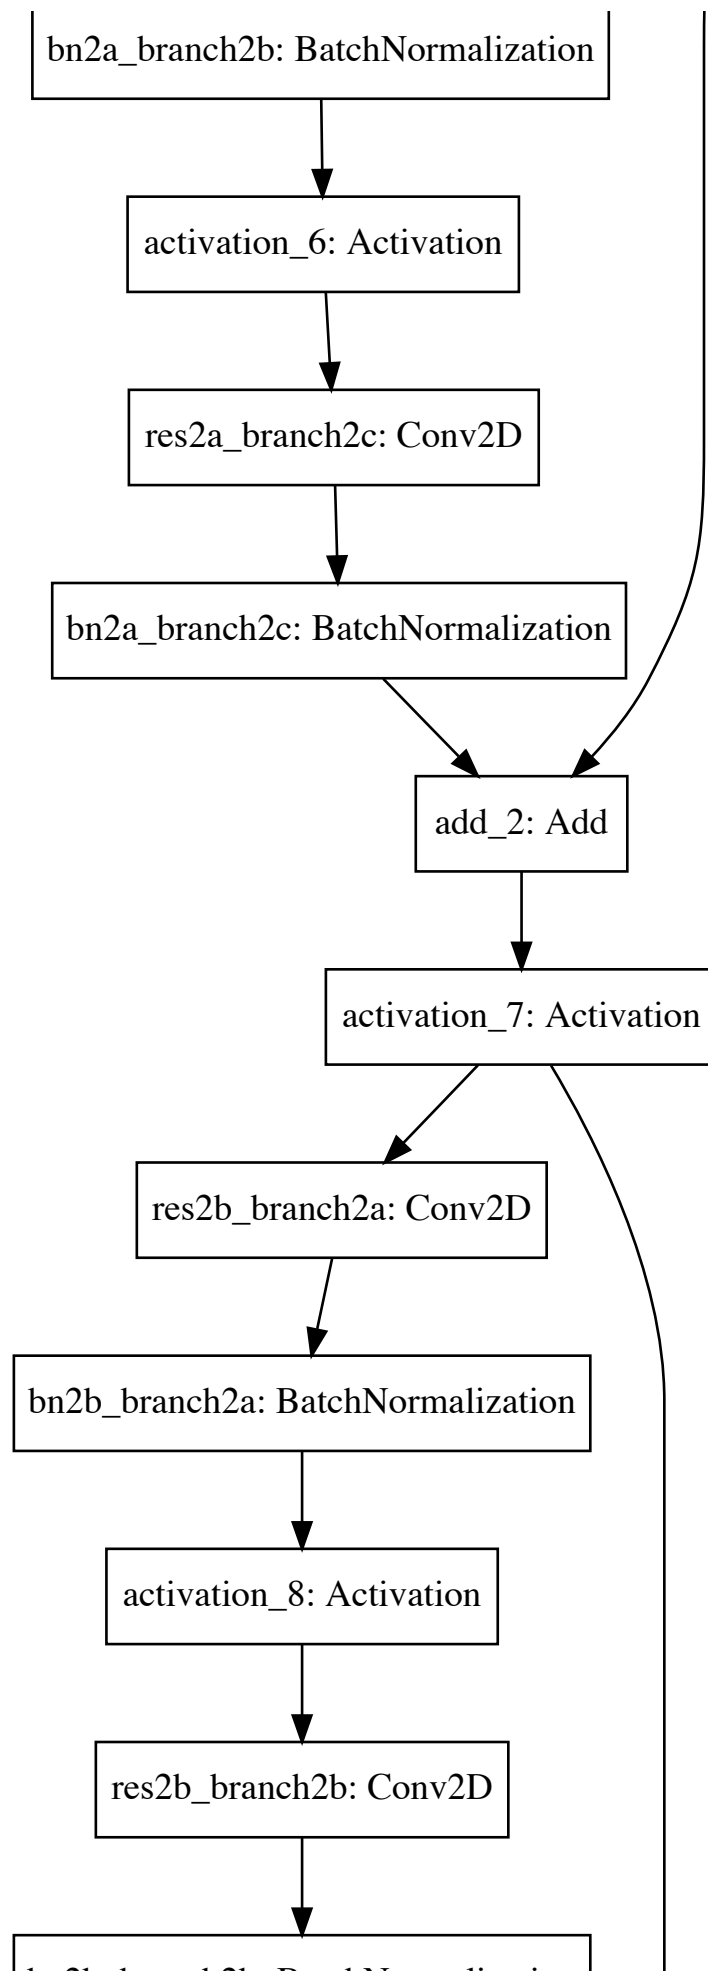 bn2a_branch2b: BatchNormalization
activation_6: Activation
res2a_branch2c: Conv2D
bn2a_branch2c: BatchNormalization
add_2: Add
activation_7: Activation
res2b_branch2a: Conv2D
bn2b_branch2a: BatchNormalization
activation_8: Activation
res2b_branch2b: Conv2D